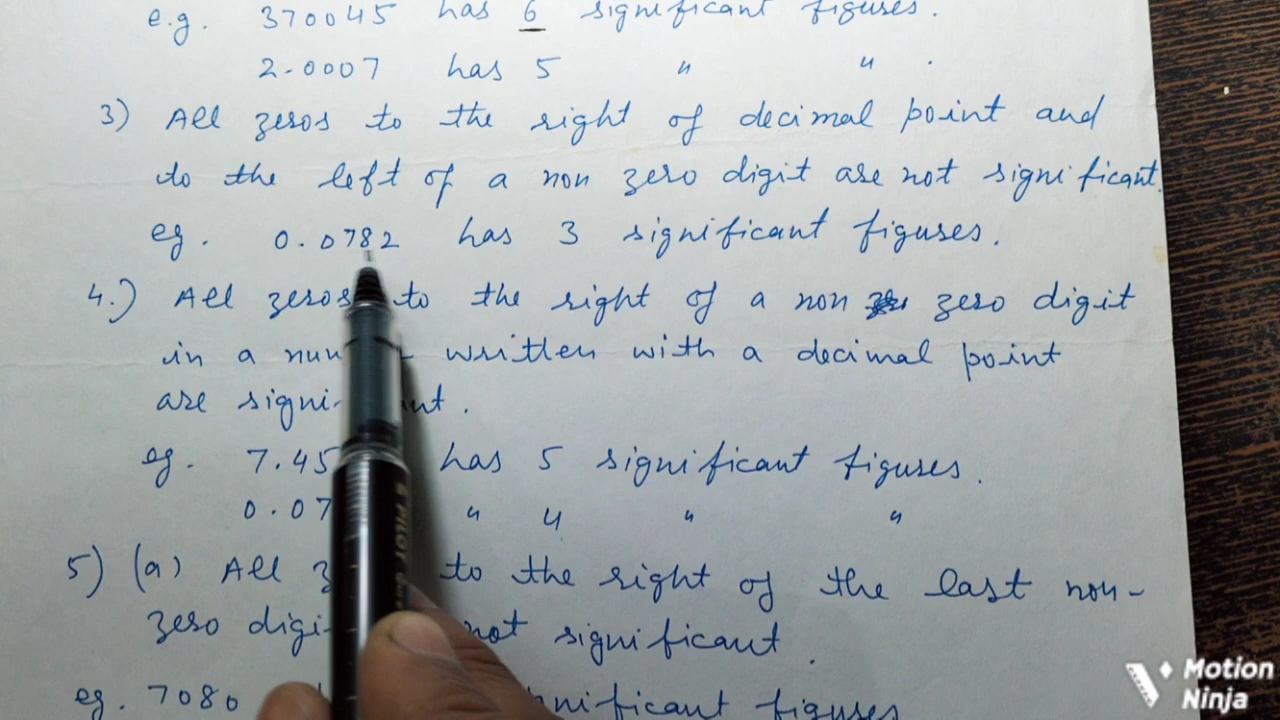 e.g. 370045 has 6 significant figures.
2.0007 has 5 " " .
3) All zeros to the right of decimal point and
to the left of a non zero digit are not significant.
eg. 0.0782 has 3 significant figures.
4.) All zeros to the right of a non zero digit
in a written with a decimal point
are
eg. 7.45 has 5 significant figures.
0.07 " 4 " "
5) (a) All to the right of the last non-
zero not significant.
eg. 7080 figures
PILOT
Motion
Ninja